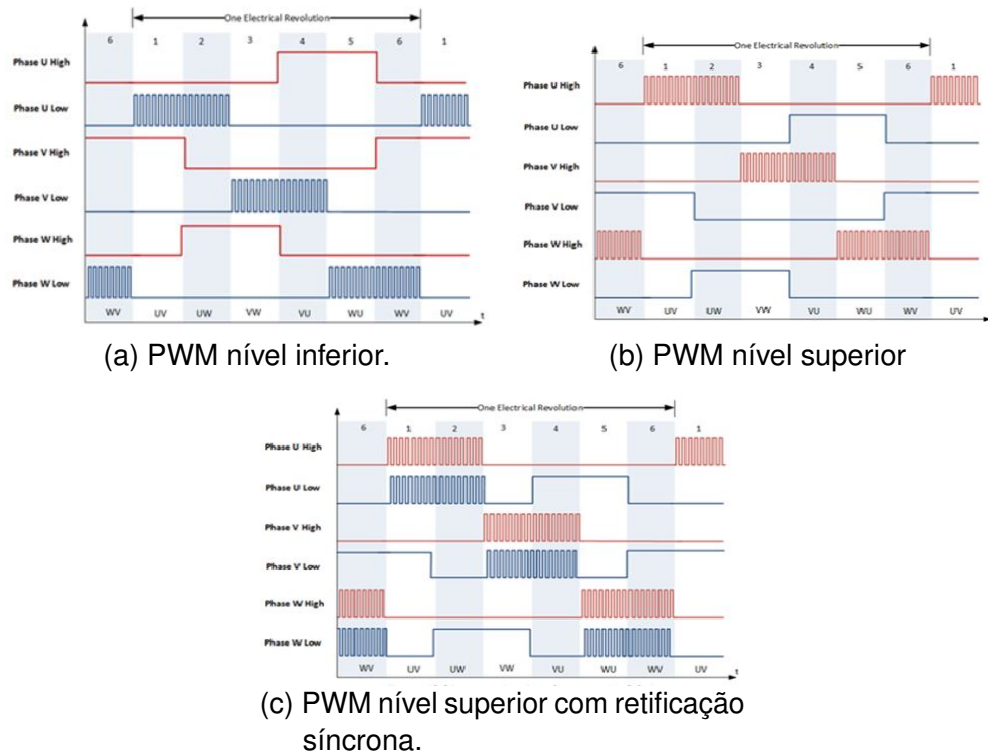 One Electrical Revolution
6 1 2 3 4 5 6 1
Phase U High
Phase U Low
Phase V High
Phase V Low
Phase W High
Phase W Low
WV UV UW VW VU WU WV UV t
(a) PWM nível inferior.
One Electrical Revolution
6 1 2 3 4 5 6 1
Phase U High
Phase U Low
Phase V High
Phase V Low
Phase W High
Phase W Low
WV UV UW VW VU WU WV UV t
(b) PWM nível superior
One Electrical Revolution
6 1 2 3 4 5 6 1
Phase U High
Phase U Low
Phase V High
Phase V Low
Phase W High
Phase W Low
WV UV UW VW VU WU WV UV t
(c) PWM nível superior com retificação
síncrona.